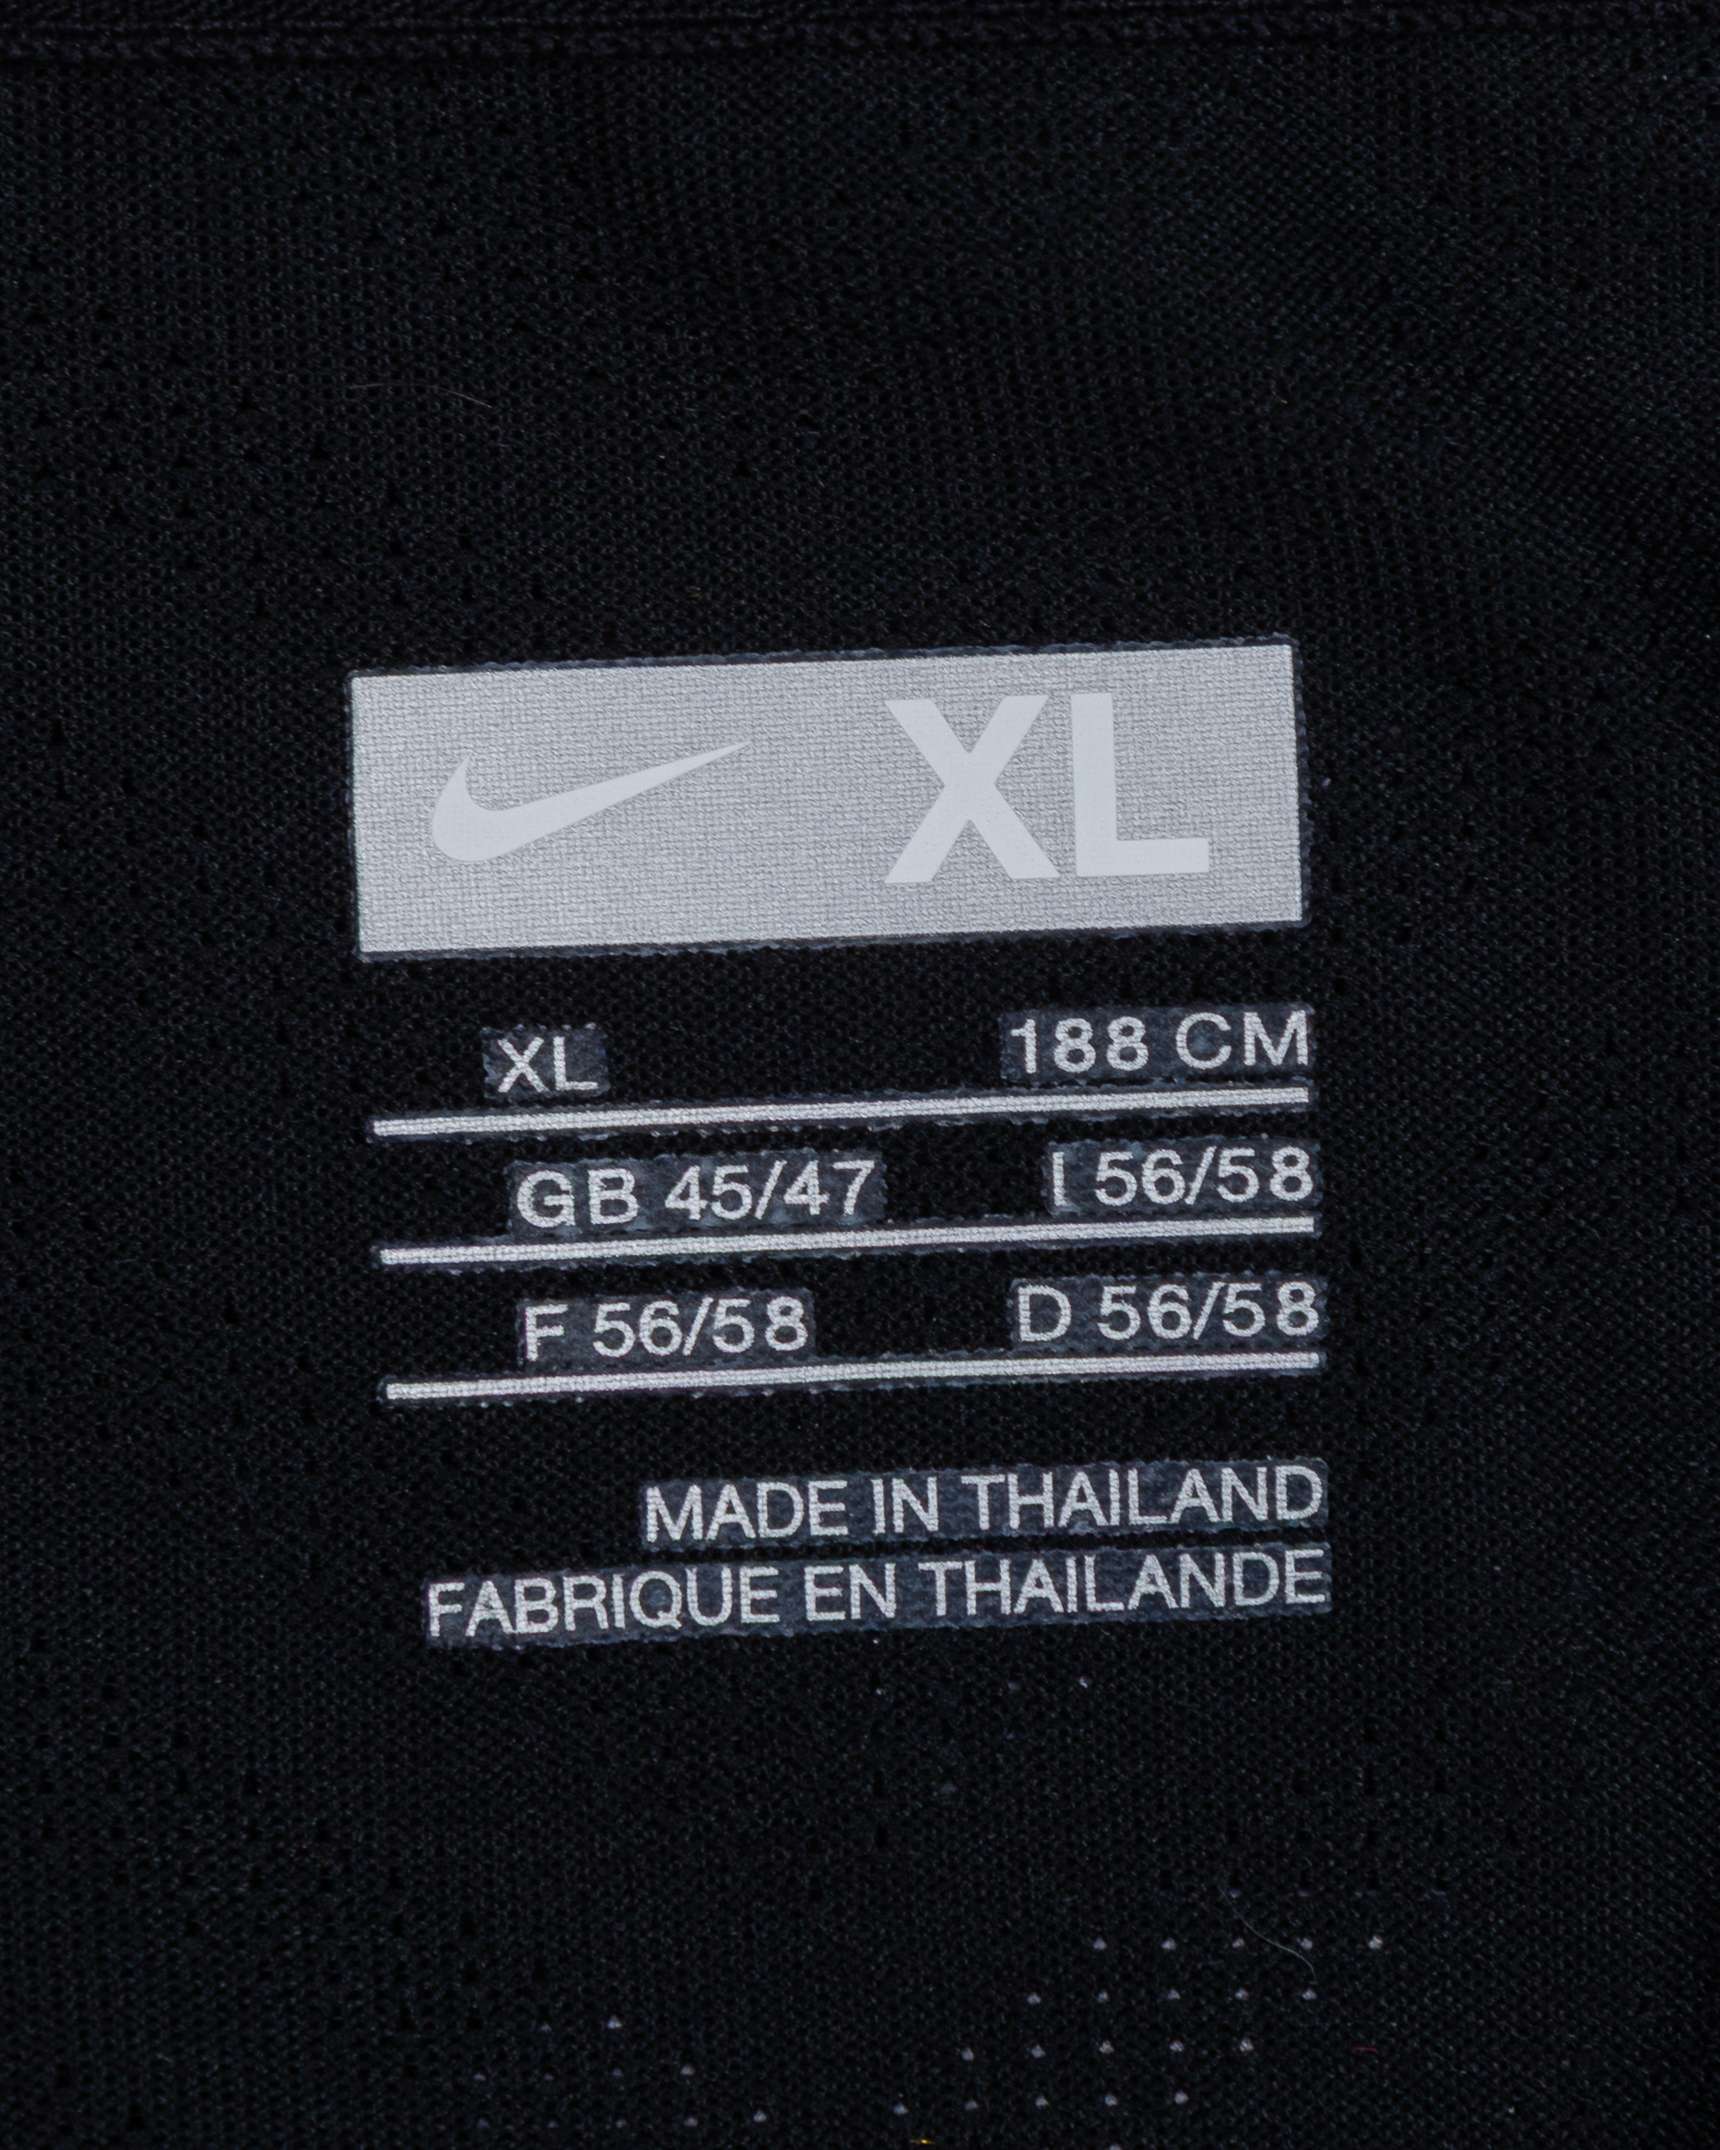 XL
XL 188 CM
GB 45/47 I 56/58
F 56/58 D 56/58
MADE IN THAILAND
FABRIQUE EN THAILANDE